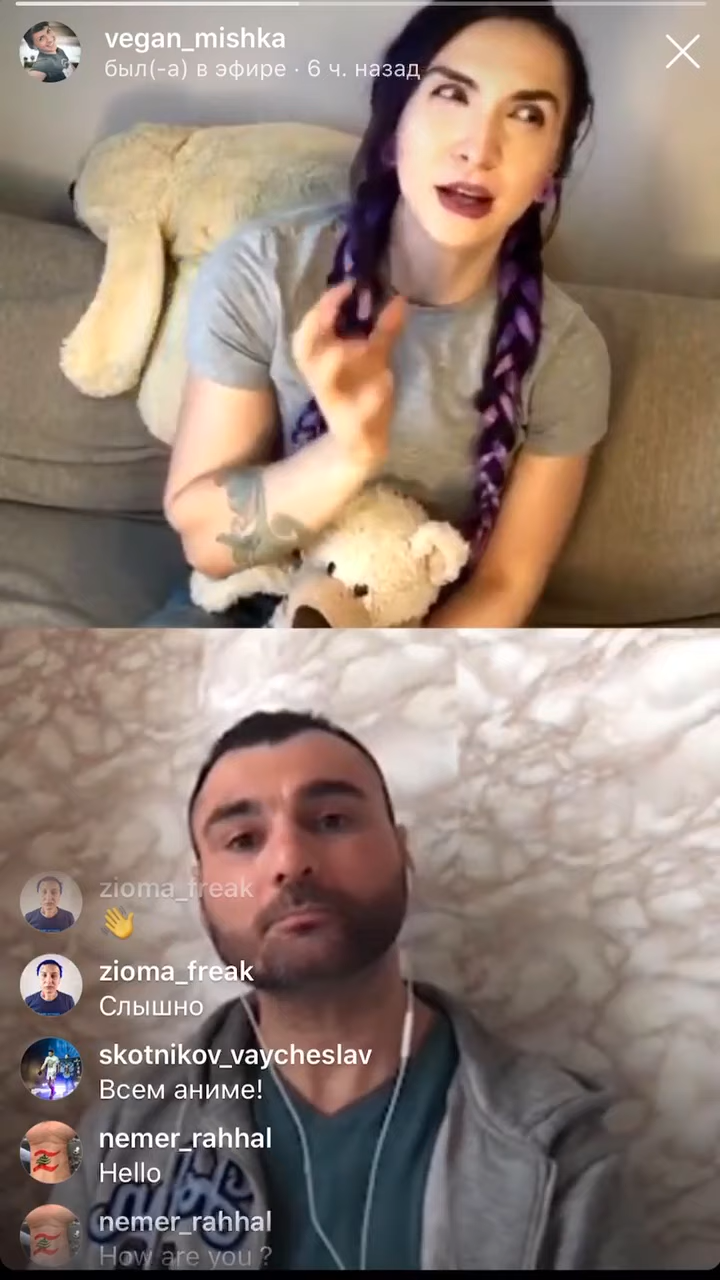 vegan_mishka
был(-а) в эфире · 6 ч. назад
zioma_freak
👋
zioma_freak
Слышно
skotnikov_vaycheslav
Всем аниме!
nemer_rahhal
Hello
nemer_rahhal
How are you ?